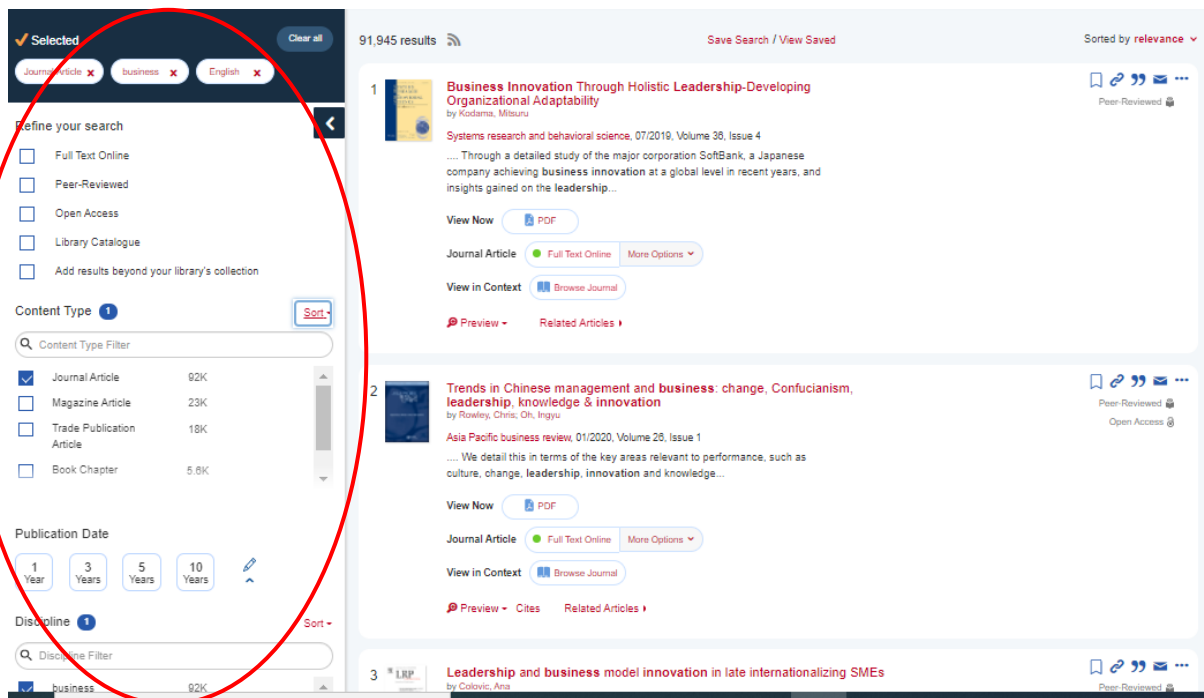 Selected
Clear all
Journal Article x
business x
English x
Refine your search
Full Text Online
Peer-Reviewed
Open Access
Library Catalogue
Add results beyond your library's collection
Content Type 1
Sort
Content Type Filter
Journal Article 92K
Magazine Article 23K
Trade Publication 18K
Article
Book Chapter 5.6K
Publication Date
1 Year
3 Years
5 Years
10 Years
Discipline 1
Sort
Discipline Filter
business 92K
91,945 results
Save Search / View Saved
Sorted by relevance
1
Business Innovation Through Holistic Leadership-Developing
Organizational Adaptability
by Kodama, Mitsuru
Peer-Reviewed
Systems research and behavioral science, 07/2019, Volume 36, Issue 4
.... Through a detailed study of the major corporation SoftBank, a Japanese
company achieving business innovation at a global level in recent years, and
insights gained on the leadership...
View Now PDF
Journal Article Full Text Online More Options
View in Context Browse Journal
Preview Related Articles
2
Trends in Chinese management and business: change, Confucianism,
leadership, knowledge & innovation
by Rowley, Chris; Oh, Ingyu
Peer-Reviewed
Open Access
Asia Pacific business review, 01/2020, Volume 26, Issue 1
.... We detail this in terms of the key areas relevant to performance, such as
culture, change, leadership, innovation and knowledge...
View Now PDF
Journal Article Full Text Online More Options
View in Context Browse Journal
Preview Cites Related Articles
3
LRP
Leadership and business model innovation in late internationalizing SMEs
by Colovic, Ana
Peer-Reviewed